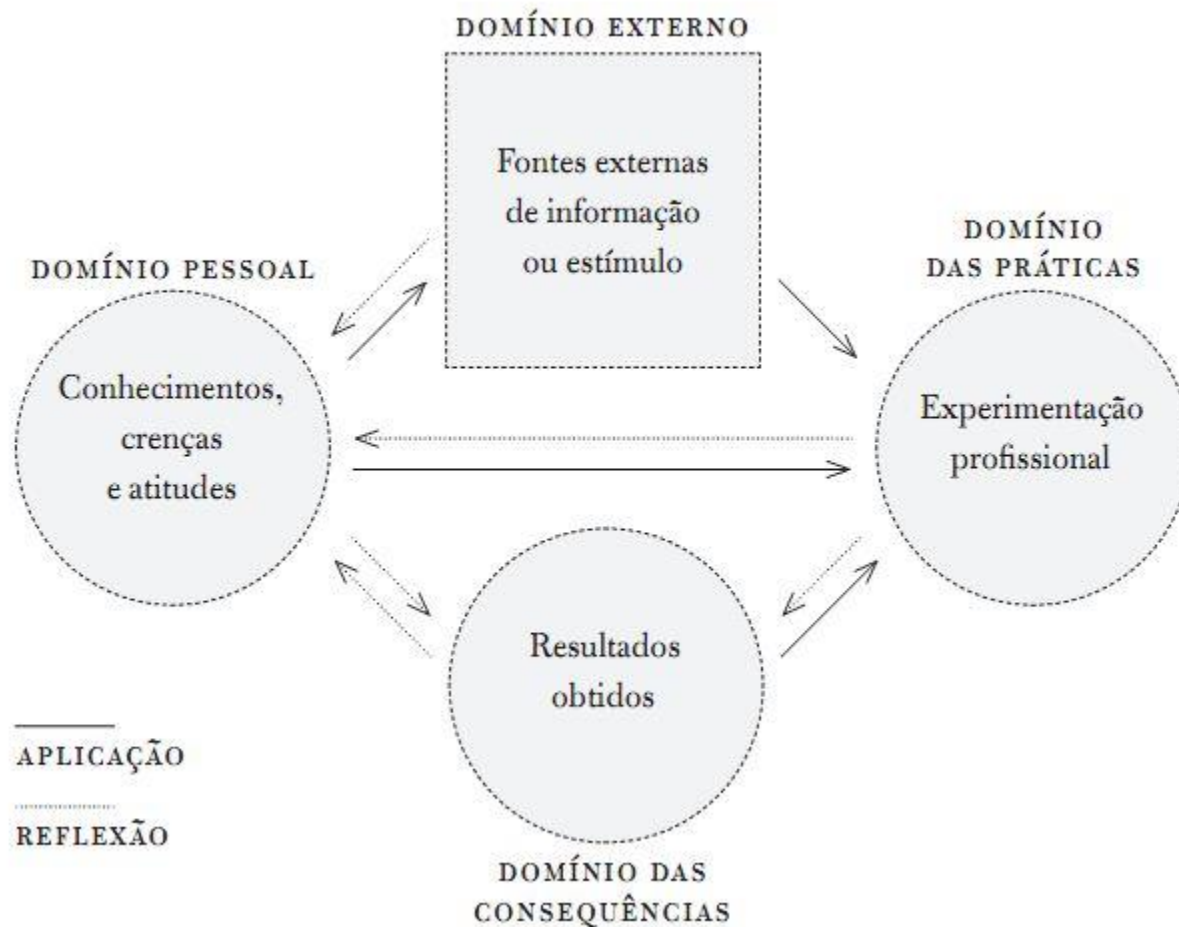 DOMÍNIO EXTERNO
Fontes externas
de informação
ou estímulo
DOMÍNIO PESSOAL
Conhecimentos,
crenças
e atitudes
DOMÍNIO
DAS PRÁTICAS
Experimentação
profissional
Resultados
obtidos
DOMÍNIO DAS
CONSEQUÊNCIAS
APLICAÇÃO
REFLEXÃO